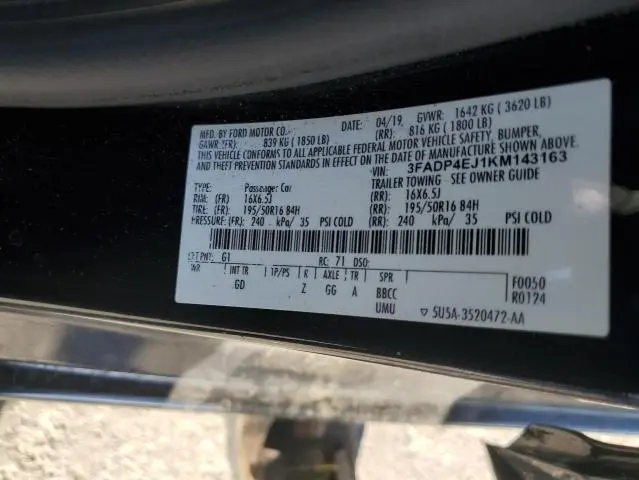 MFD. BY FORD MOTOR CO. DATE: 04/19 GVWR: 1642 KG ( 3620 LB)
GAWR (FR): 839 KG ( 1850 LB) (RR): 816 KG ( 1800 LB)
THIS VEHICLE CONFORMS TO ALL APPLICABLE FEDERAL MOTOR VEHICLE SAFETY, BUMPER,
AND THEFT PREVENTION STANDARDS IN EFFECT ON THE DATE OF MANUFACTURE SHOWN ABOVE.
VIN: 3FADP4EJ1KM143163
TYPE: Passenger Car TRAILER TOWING - SEE OWNER GUIDE
RIM: (FR) 16X6.5J (RR) 16X6.5J
TIRE: (FR) 195/50R16 84H (RR) 195/50R16 84H
PRESSURE: (FR) 240 kPa/ 35 PSI COLD (RR) 240 kPa/ 35 PSI COLD
EXT PNT: G1 RC: 71 DSO:
WB INT TR TP/PS R AXLE TR SPR
GD Z GG A BBCC
UMU
F0050
R0124
▽ 5U5A-3520472-AA